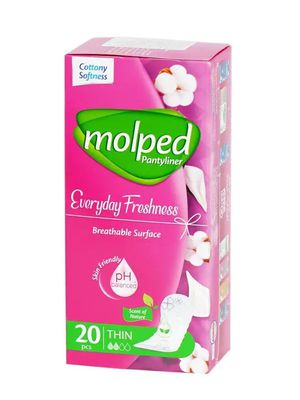 Cottony
Softness
molped
Pantyliner
Everyday Freshness
Breathable Surface
Skin Friendly
pH
balanced
Scent of
Nature
20 THIN
pcs